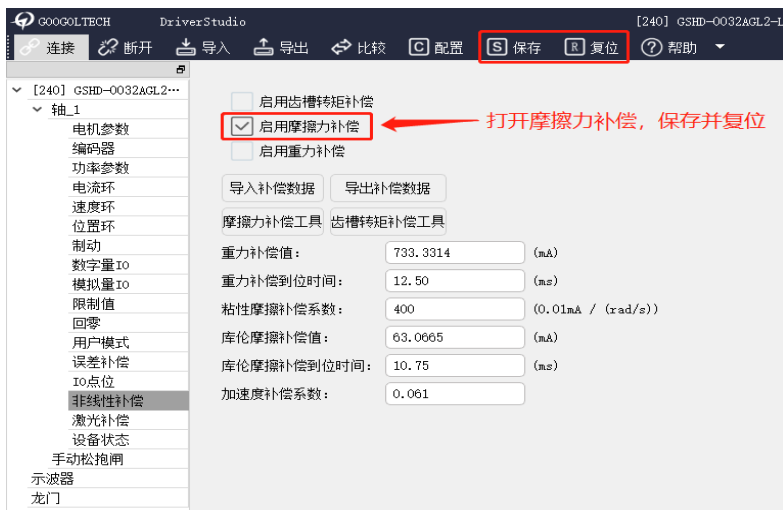 GOOGOLTECH DriverStudio [240] GSHD-0032AGL2-L
连接 断开 导入 导出 比较 C 配置 S 保存 R 复位 ? 帮助
[240] GSHD-0032AGL2…
轴_1
电机参数
编码器
功率参数
电流环
速度环
位置环
制动
数字量IO
模拟量IO
限制值
回零
用户模式
误差补偿
IO点位
非线性补偿
激光补偿
设备状态
手动松抱闸
示波器
龙门
启用齿槽转矩补偿
启用摩擦力补偿
打开摩擦力补偿，保存并复位
启用重力补偿
导入补偿数据 导出补偿数据
摩擦力补偿工具 齿槽转矩补偿工具
重力补偿值： 733.3314 (mA)
重力补偿到位时间： 12.50 (ms)
粘性摩擦补偿系数： 400 (0.01mA / (rad/s))
库伦摩擦补偿值： 63.0665 (mA)
库伦摩擦补偿到位时间： 10.75 (ms)
加速度补偿系数： 0.061